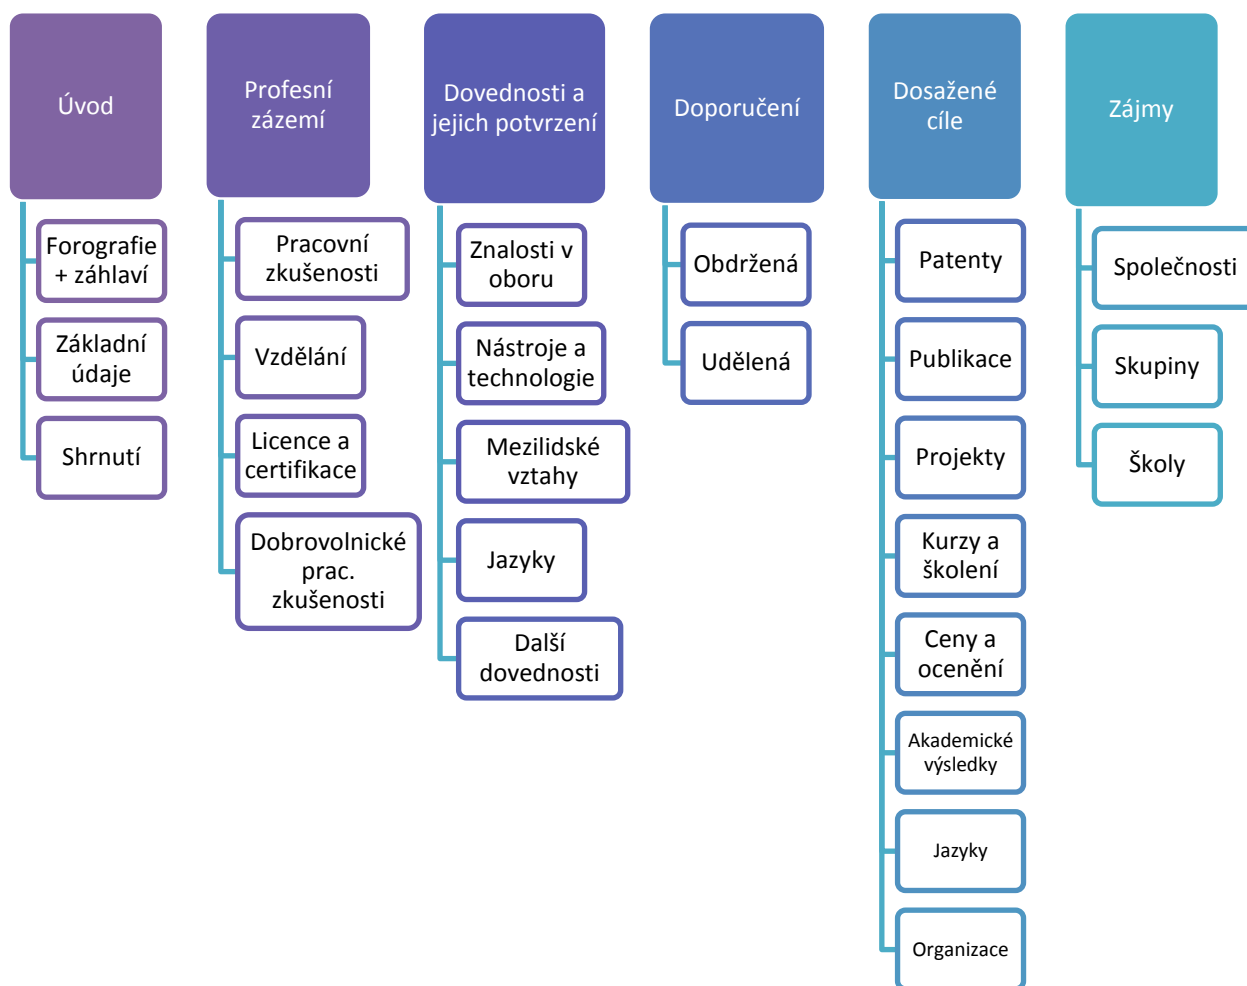 Úvod
Forografie
+ záhlaví
Základní
údaje
Shrnutí
Profesní
zázemí
Pracovní
zkušenosti
Vzdělání
Licence a
certifikace
Dobrovolnické
prac.
zkušenosti
Dovednosti a
jejich potvrzení
Znalosti v
oboru
Nástroje a
technologie
Mezilidské
vztahy
Jazyky
Další
dovednosti
Doporučení
Obdržená
Udělená
Dosažené
cíle
Patenty
Publikace
Projekty
Kurzy a
školení
Ceny a
ocenění
Akademické
výsledky
Jazyky
Organizace
Zájmy
Společnosti
Skupiny
Školy